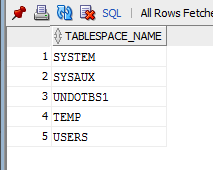 SQL | All Rows Fetche
TABLESPACE_NAME
1 SYSTEM
2 SYSAUX
3 UNDOTBS1
4 TEMP
5 USERS